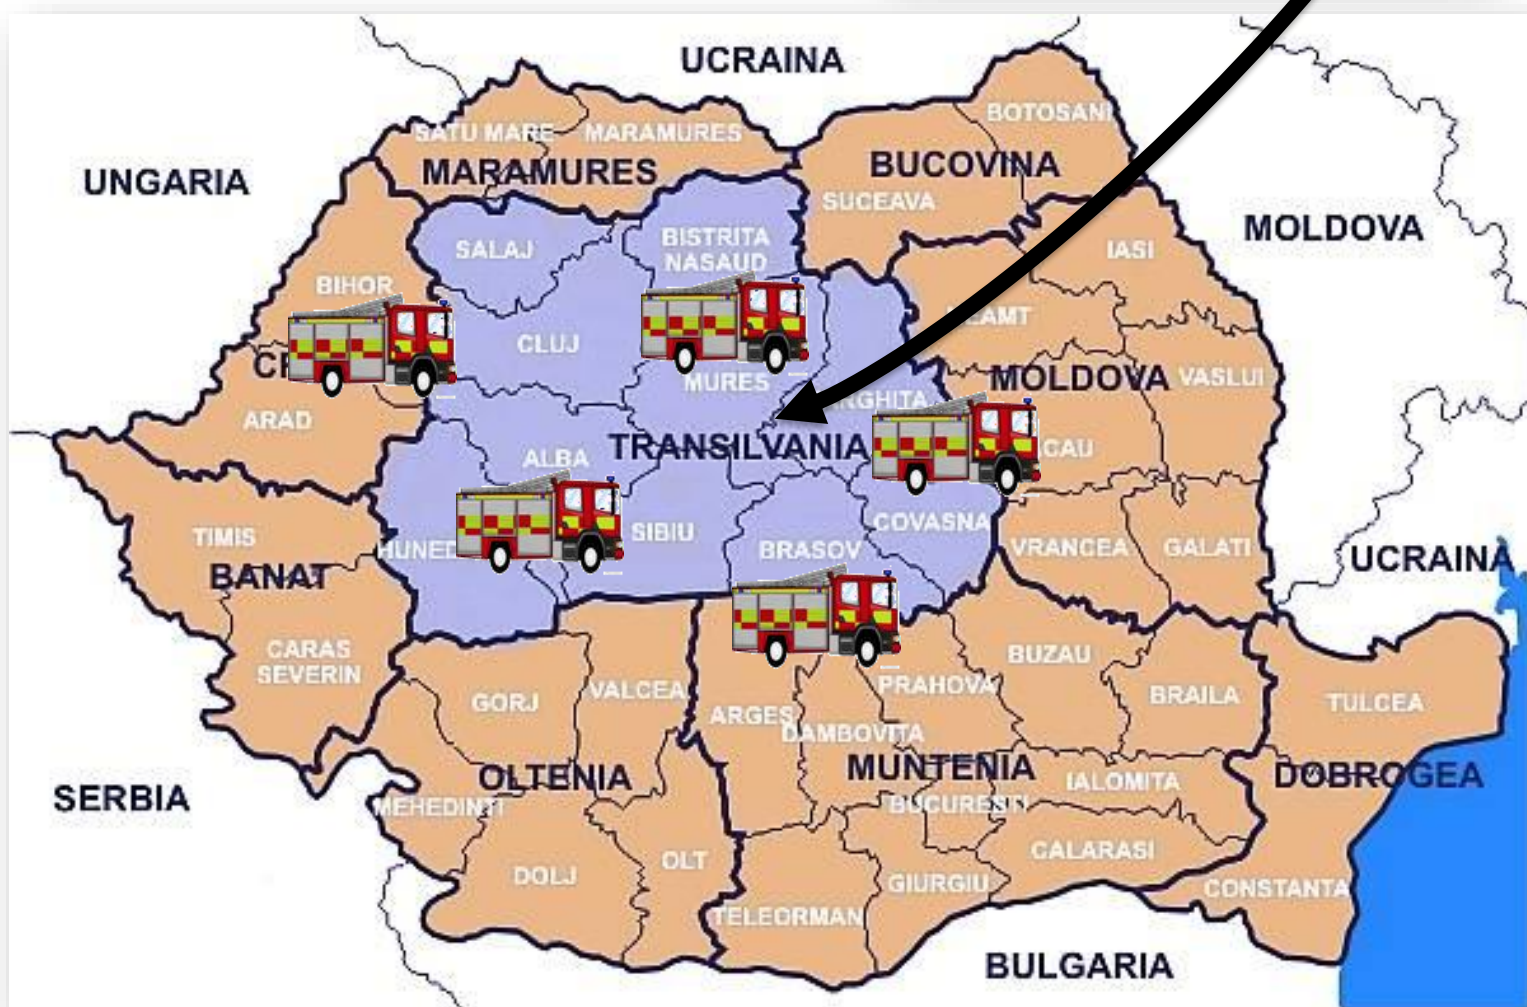 UCRAINA
BOTOSANI
SATU MARE
MARAMURES
MARAMURES
BUCOVINA
UNGARIA
SUCEAVA
MOLDOVA
SALAJ
BISTRITA
NASAUD
IASI
BIHOR
CLUJ
MURES
MOLDOVA
VASLUI
ARAD
TRANSILVANIA
ALBA
TIMIS
SIBIU
COVASNA
BRASOV
VRANCEA
GALATI
UCRAINA
BANAT
CARAS
SEVERIN
BUZAU
GORJ
VALCEA
PRAHOVA
BRAILA
TULCEA
ARGES
DAMBOVITA
OLTENIA
MUNTENIA
IALOMITA
DOBROGEA
SERBIA
MEHEDINTI
BUCURESTI
CALARASI
OLT
DOLJ
GIURGIU
CONSTANTA
TELEORMAN
BULGARIA